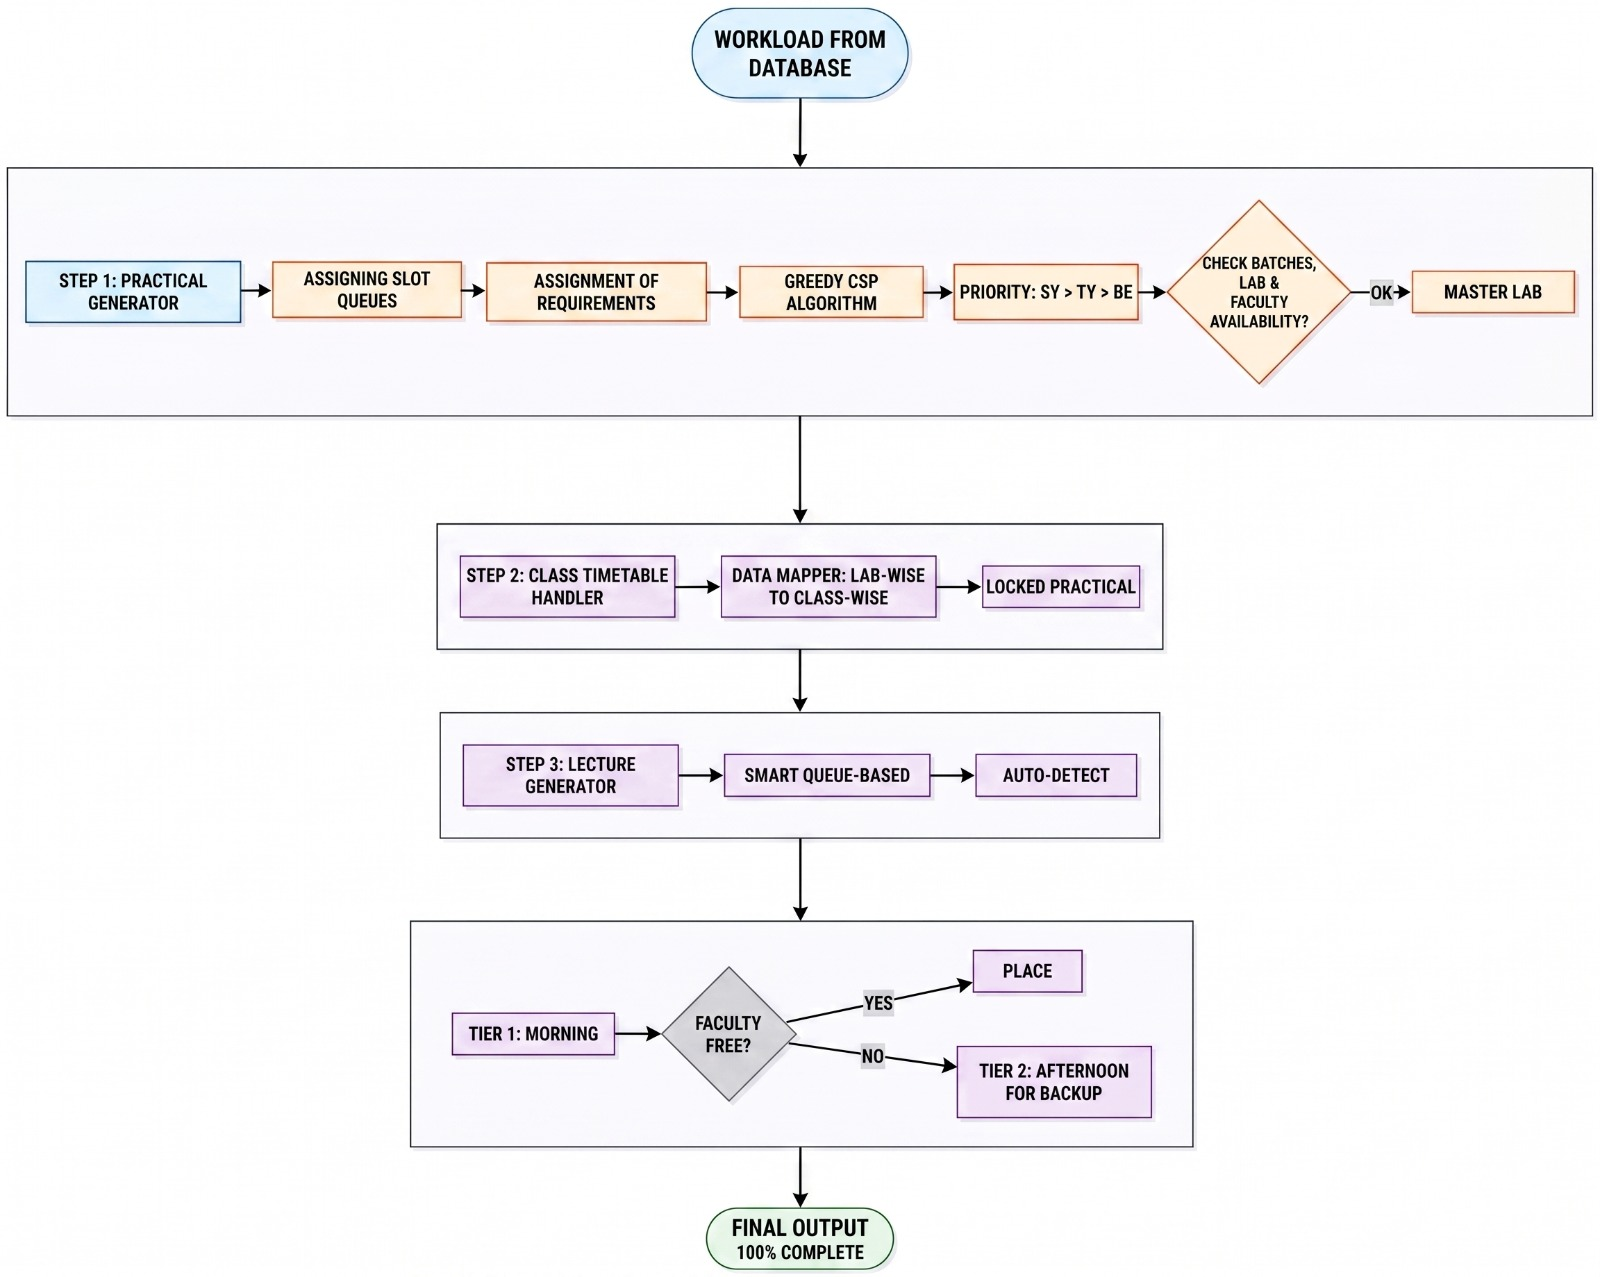 WORKLOAD FROM
DATABASE
STEP 1: PRACTICAL
GENERATOR
ASSIGNING SLOT
QUEUES
ASSIGNMENT OF
REQUIREMENTS
GREEDY CSP
ALGORITHM
PRIORITY: SY > TY > BE
CHECK BATCHES,
LAB &
FACULTY
AVAILABILITY?
OK
MASTER LAB
STEP 2: CLASS TIMETABLE
HANDLER
DATA MAPPER: LAB-WISE
TO CLASS-WISE
LOCKED PRACTICAL
STEP 3: LECTURE
GENERATOR
SMART QUEUE-BASED
AUTO-DETECT
TIER 1: MORNING
FACULTY
FREE?
YES
PLACE
NO
TIER 2: AFTERNOON
FOR BACKUP
FINAL OUTPUT
100% COMPLETE